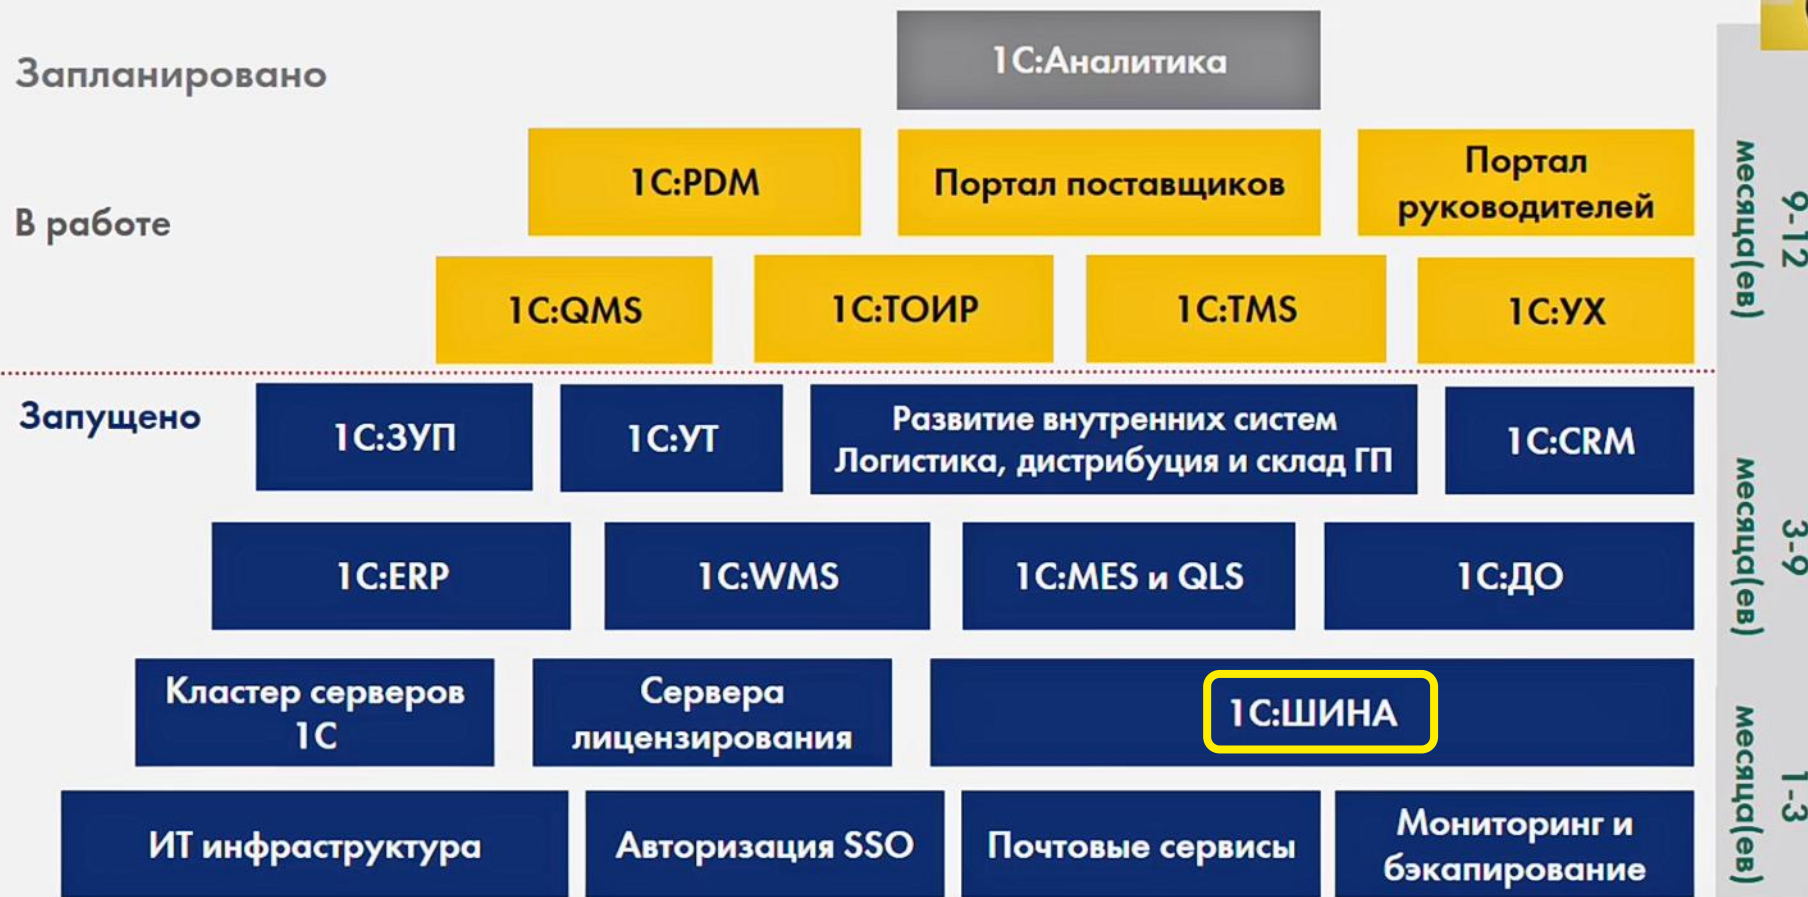 Запланировано
1С:Аналитика
1С:PDM
Портал поставщиков
Портал
руководителей
В работе
1С:QMS
1С:ТОИР
1С:TMS
1С:УХ
9-12
месяца(ев)
Запущено
1С:ЗУП
1С:УТ
Развитие внутренних систем
Логистика, дистрибуция и склад ГП
1С:CRM
1С:ERP
1С:WMS
1С:MES и QLS
1С:ДО
3-9
месяца(ев)
Кластер серверов
1С
Сервера
лицензирования
1С:ШИНА
ИТ инфраструктура
Авторизация SSO
Почтовые сервисы
Мониторинг и
бэкапирование
1-3
месяца(ев)